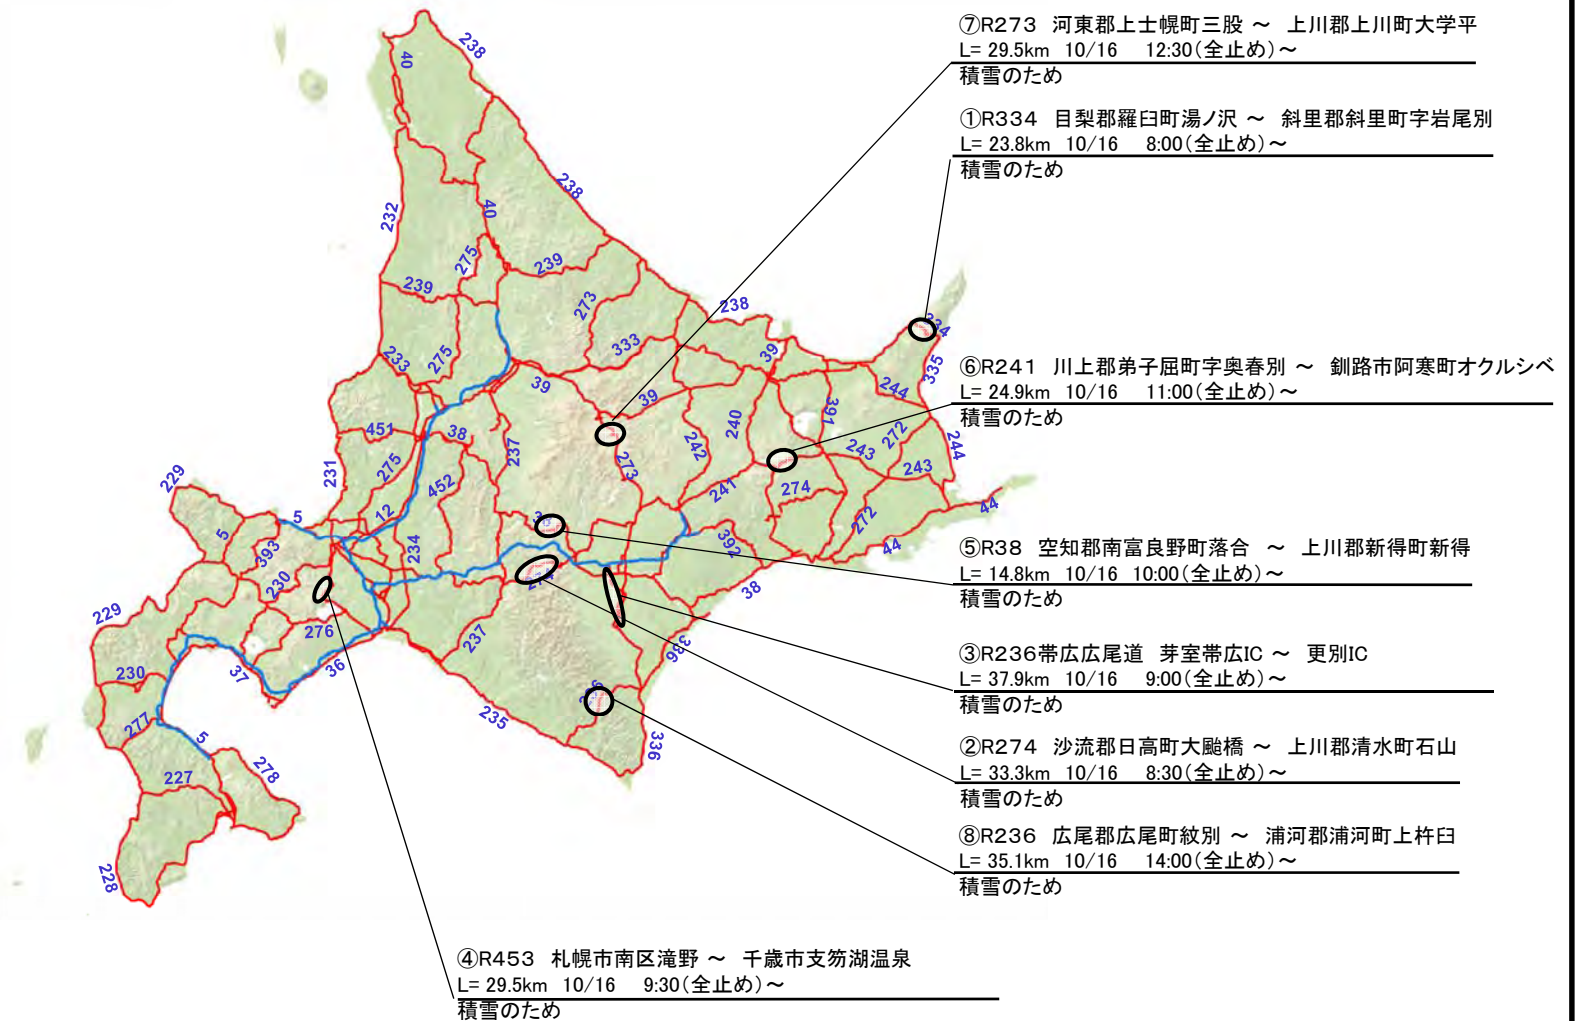 ⑦R273 河東郡上士幌町三股 ～ 上川郡上川町大学平
L= 29.5km 10/16 12:30(全止め)～
積雪のため
①R334 目梨郡羅臼町湯ノ沢 ～ 斜里郡斜里町字岩尾別
L= 23.8km 10/16 8:00(全止め)～
積雪のため
⑥R241 川上郡弟子屈町字奥春別 ～ 釧路市阿寒町オクルシベ
L= 24.9km 10/16 11:00(全止め)～
積雪のため
⑤R38 空知郡南富良野町落合 ～ 上川郡新得町新得
L= 14.8km 10/16 10:00(全止め)～
積雪のため
③R236帯広広尾道 芽室帯広IC ～ 更別IC
L= 37.9km 10/16 9:00(全止め)～
積雪のため
②R274 沙流郡日高町大颱橋 ～ 上川郡清水町石山
L= 33.3km 10/16 8:30(全止め)～
積雪のため
⑧R236 広尾郡広尾町紋別 ～ 浦河郡浦河町上杵臼
L= 35.1km 10/16 14:00(全止め)～
積雪のため
④R453 札幌市南区滝野 ～ 千歳市支笏湖温泉
L= 29.5km 10/16 9:30(全止め)～
積雪のため
238
40
238
232
40
275
239
239
273
238
333
39
233
275
334
335
244
39
39
240
391
242
243
272
243
244
451
38
237
273
231
275
452
241
274
272
44
44
229
5
5
12
393
234
230
392
38
274
229
276
237
336
230
37
36
277
5
235
336
278
227
228